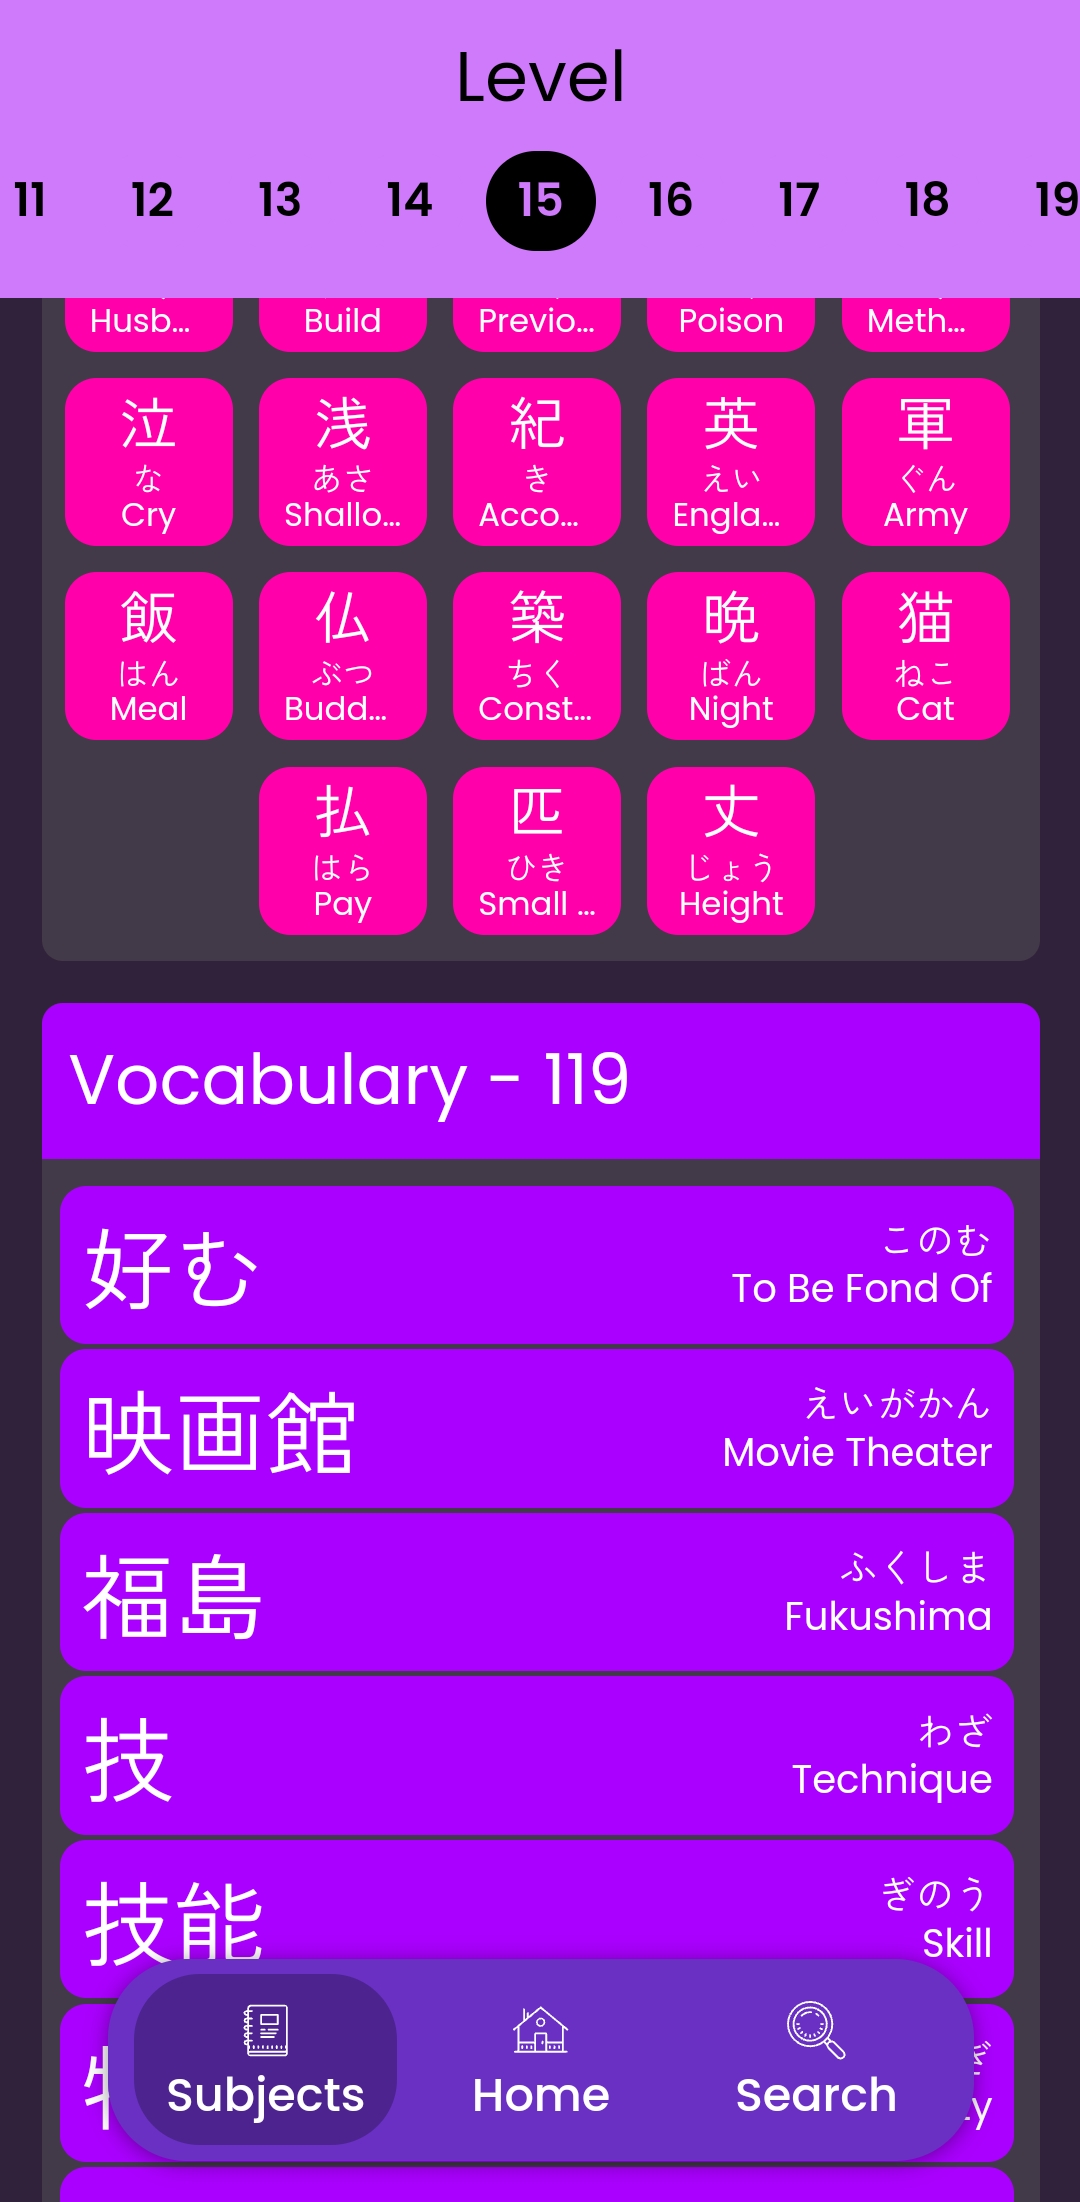 Level
11 12 13 14 15 16 17 18 19
Husb... Build Previo... Poison Meth...
泣 浅 紀 英 軍
な あさ き えい ぐん
Cry Shallo... Acco... Engla... Army
飯 仏 築 晩 猫
はん ぶつ ちく ばん ねこ
Meal Budd... Const... Night Cat
払 匹 丈
はら ひき じょう
Pay Small ... Height
Vocabulary - 119
好む
このむ
To Be Fond Of
映画館
えいがかん
Movie Theater
福島
ふくしま
Fukushima
技
わざ
Technique
技能
ぎのう
Skill
Subjects Home Search